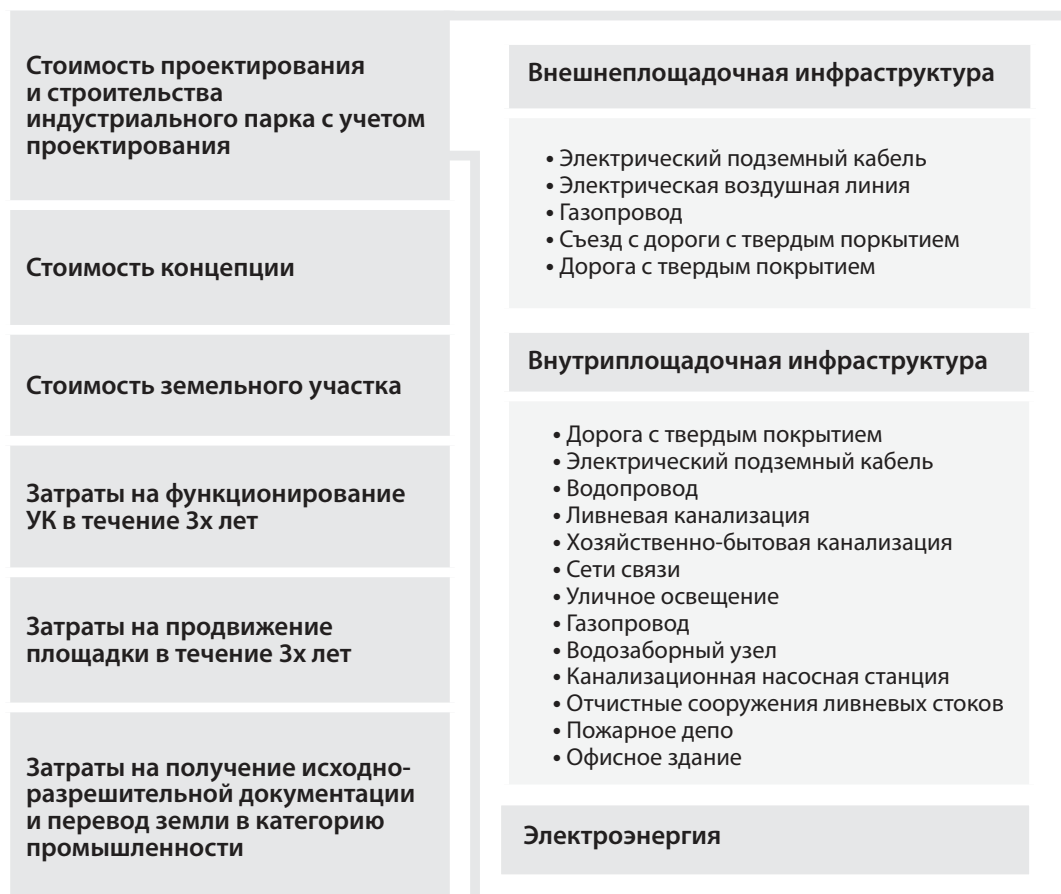 Стоимость проектирования
и строительства
индустриального парка с учетом
проектирования
Стоимость концепции
Стоимость земельного участка
Затраты на функционирование
УК в течение 3х лет
Затраты на продвижение
площадки в течение 3х лет
Затраты на получение исходно-
разрешительной документации
и перевод земли в категорию
промышленности
Внешнеплощадочная инфраструктура
• Электрический подземный кабель
• Электрическая воздушная линия
• Газопровод
• Съезд с дороги с твердым поркытием
• Дорога с твердым покрытием
Внутриплощадочная инфраструктура
• Дорога с твердым покрытием
• Электрический подземный кабель
• Водопровод
• Ливневая канализация
• Хозяйственно-бытовая канализация
• Сети связи
• Уличное освещение
• Газопровод
• Водозаборный узел
• Канализационная насосная станция
• Отчистные сооружения ливневых стоков
• Пожарное депо
• Офисное здание
Электроэнергия